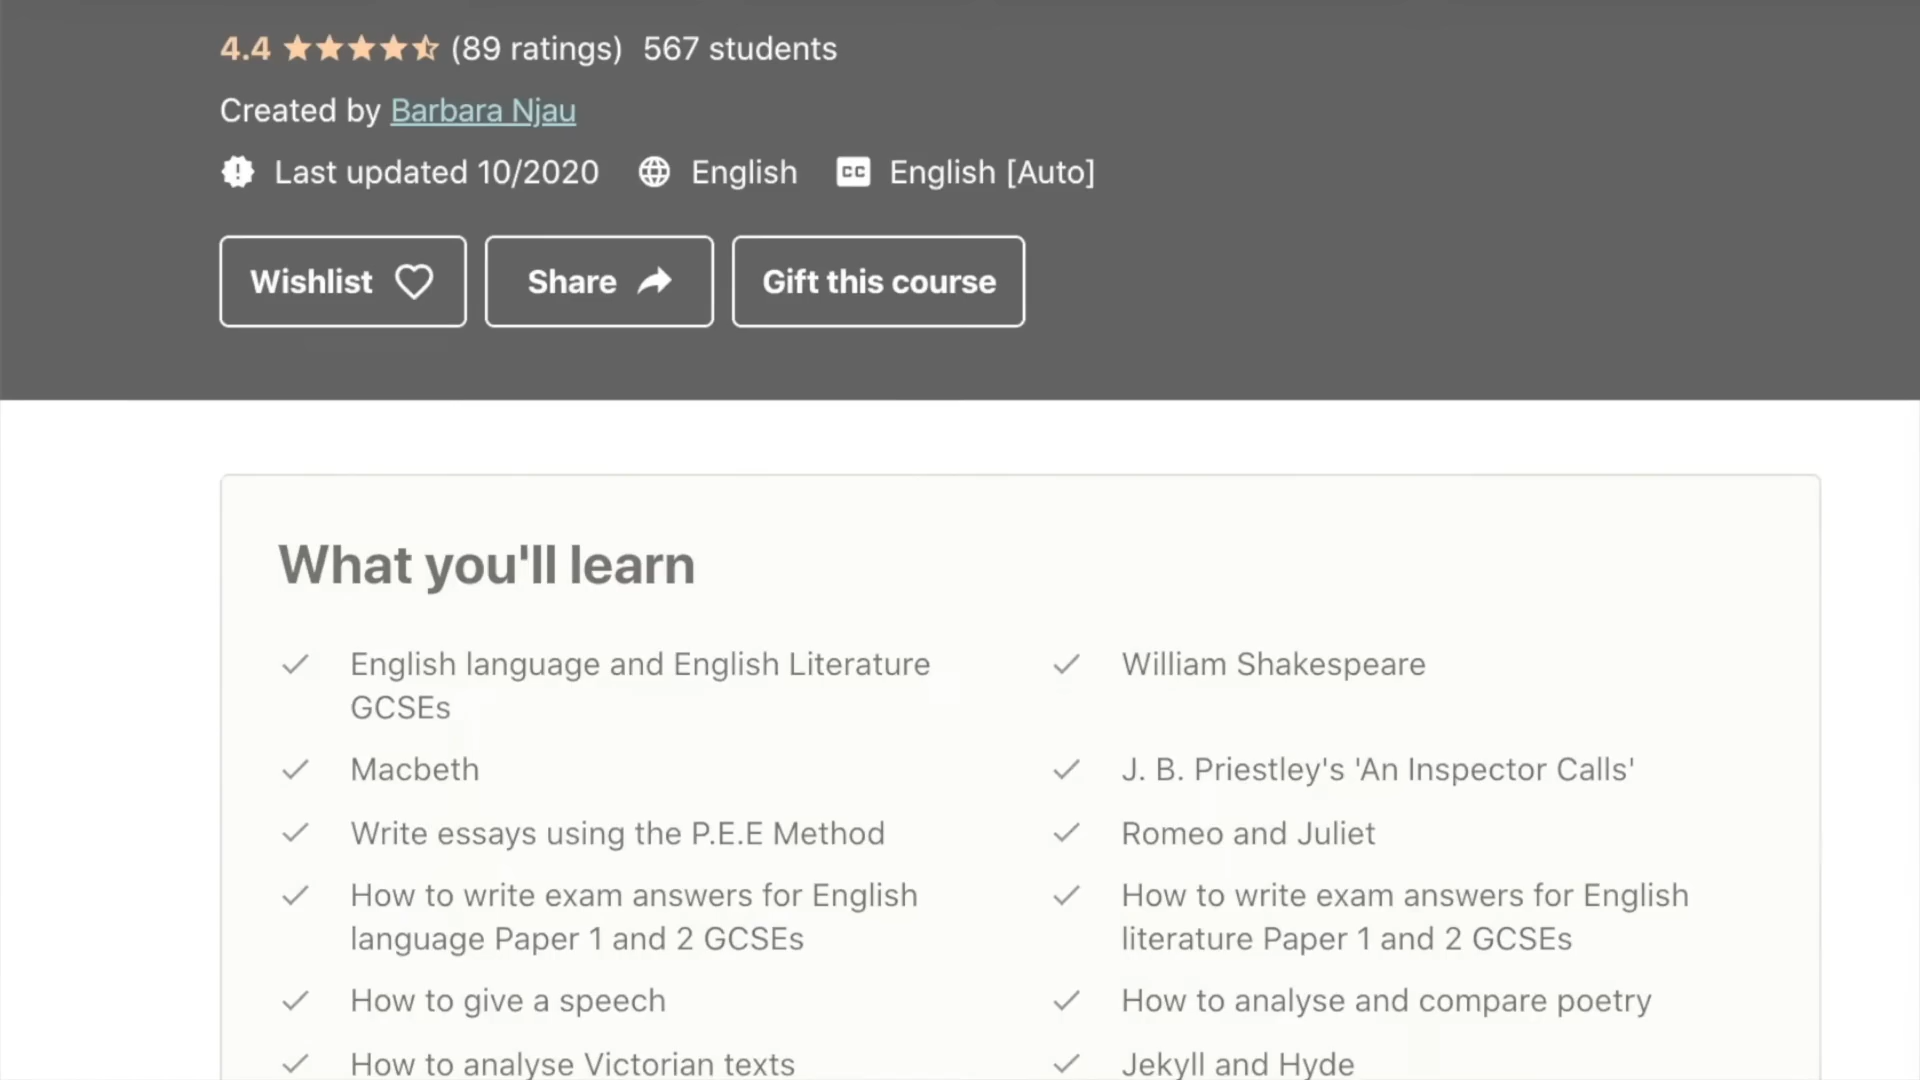 4.4 (89 ratings) 567 students
Created by Barbara Njau
Last updated 10/2020 English CC English [Auto]
Wishlist Share Gift this course
What you'll learn
English language and English Literature
GCSEs
William Shakespeare
Macbeth
J. B. Priestley's 'An Inspector Calls'
Write essays using the P.E.E Method
Romeo and Juliet
How to write exam answers for English
language Paper 1 and 2 GCSEs
How to write exam answers for English
literature Paper 1 and 2 GCSEs
How to give a speech
How to analyse and compare poetry
How to analyse Victorian texts
Jekyll and Hyde